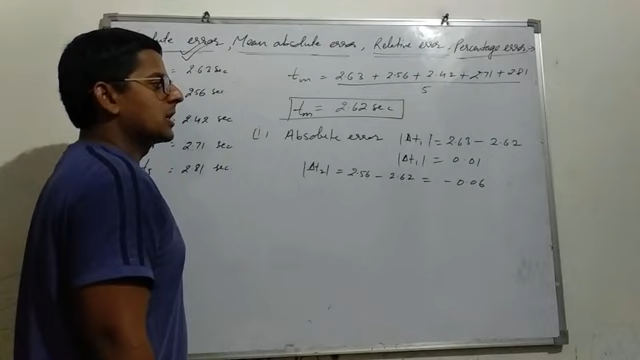 error, Mean absolute error, Relative error, Percentage error
= 2.63 sec
2.56 sec
2.42 sec
= 2.71 sec
= 2.81 sec
tm = 2.63 + 2.56 + 2.42 + 2.71 + 2.81
5
tm = 2.62 sec
(1) Absolute error |Δt₁| = 2.63 - 2.62
|Δt₁| = 0.01
|Δt₂| = 2.56 - 2.62 = - 0.06